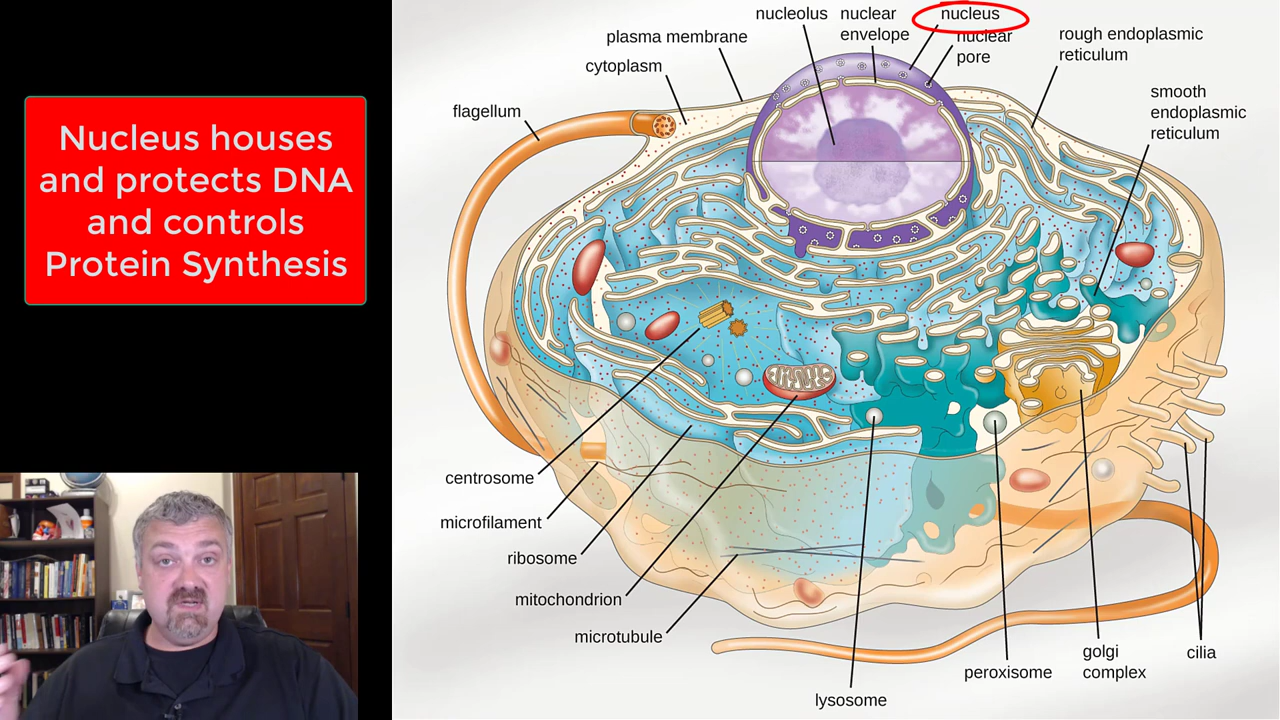 Nucleus houses
and protects DNA
and controls
Protein Synthesis
nucleolus
nuclear
envelope
nucleus
nuclear
pore
rough endoplasmic
reticulum
plasma membrane
cytoplasm
smooth
endoplasmic
reticulum
flagellum
centrosome
microfilament
ribosome
mitochondrion
microtubule
lysosome
peroxisome
golgi
complex
cilia